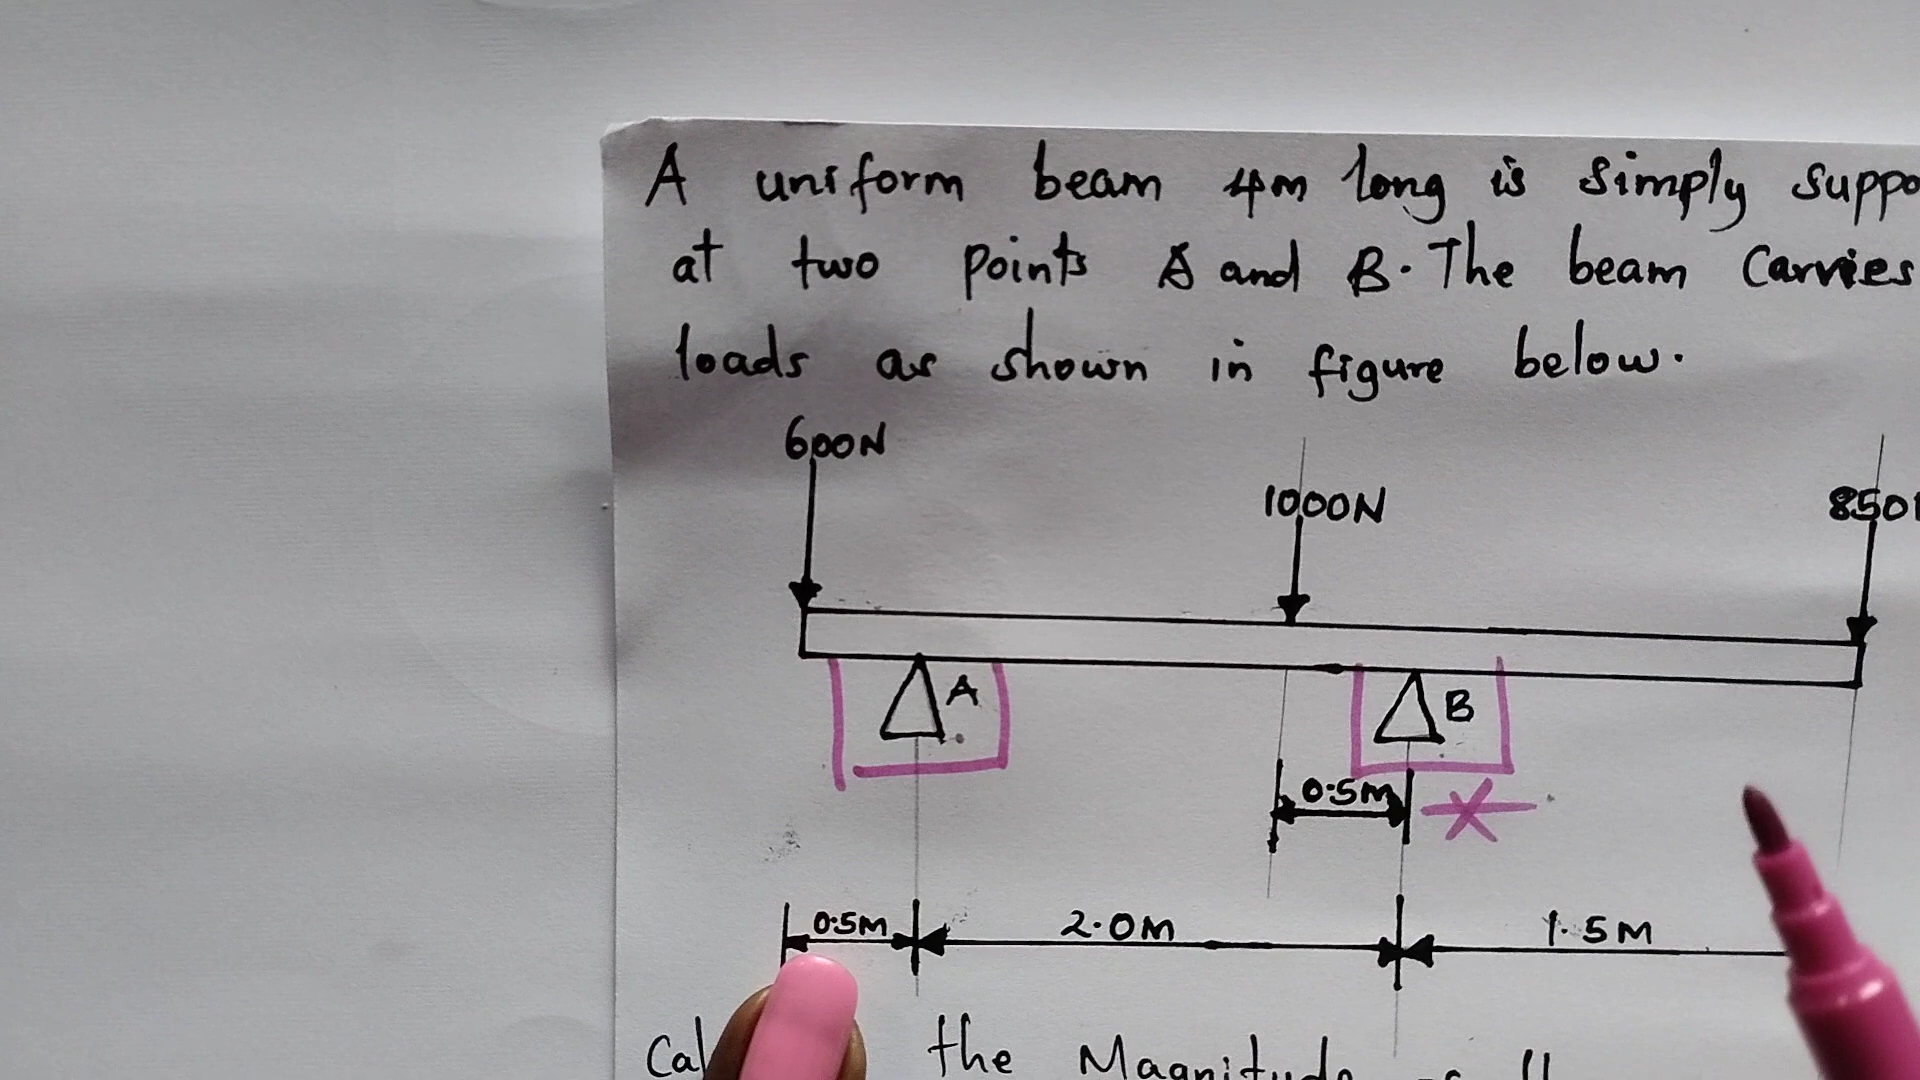 A uniform beam 4m long is simply
at two points A and B. The beam carries
loads as shown in figure below.
600N
1000N
A
B
0.5M
0.5M
2.0M
1.5M
the